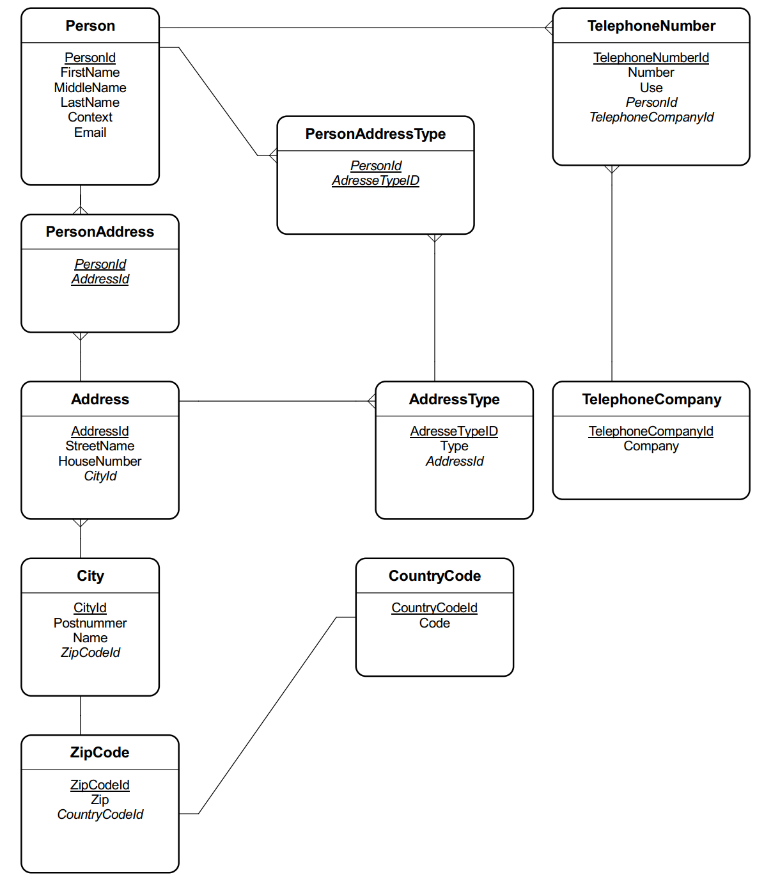 Person
PersonId
FirstName
MiddleName
LastName
Context
Email
TelephoneNumber
TelephoneNumberId
Number
Use
PersonId
TelephoneCompanyId
PersonAddressType
PersonId
AdresseTypeID
PersonAddress
PersonId
AddressId
Address
AddressId
StreetName
HouseNumber
CityId
AddressType
AdresseTypeID
Type
AddressId
TelephoneCompany
TelephoneCompanyId
Company
City
CityId
Postnummer
Name
ZipCodeId
CountryCode
CountryCodeId
Code
ZipCode
ZipCodeId
Zip
CountryCodeId